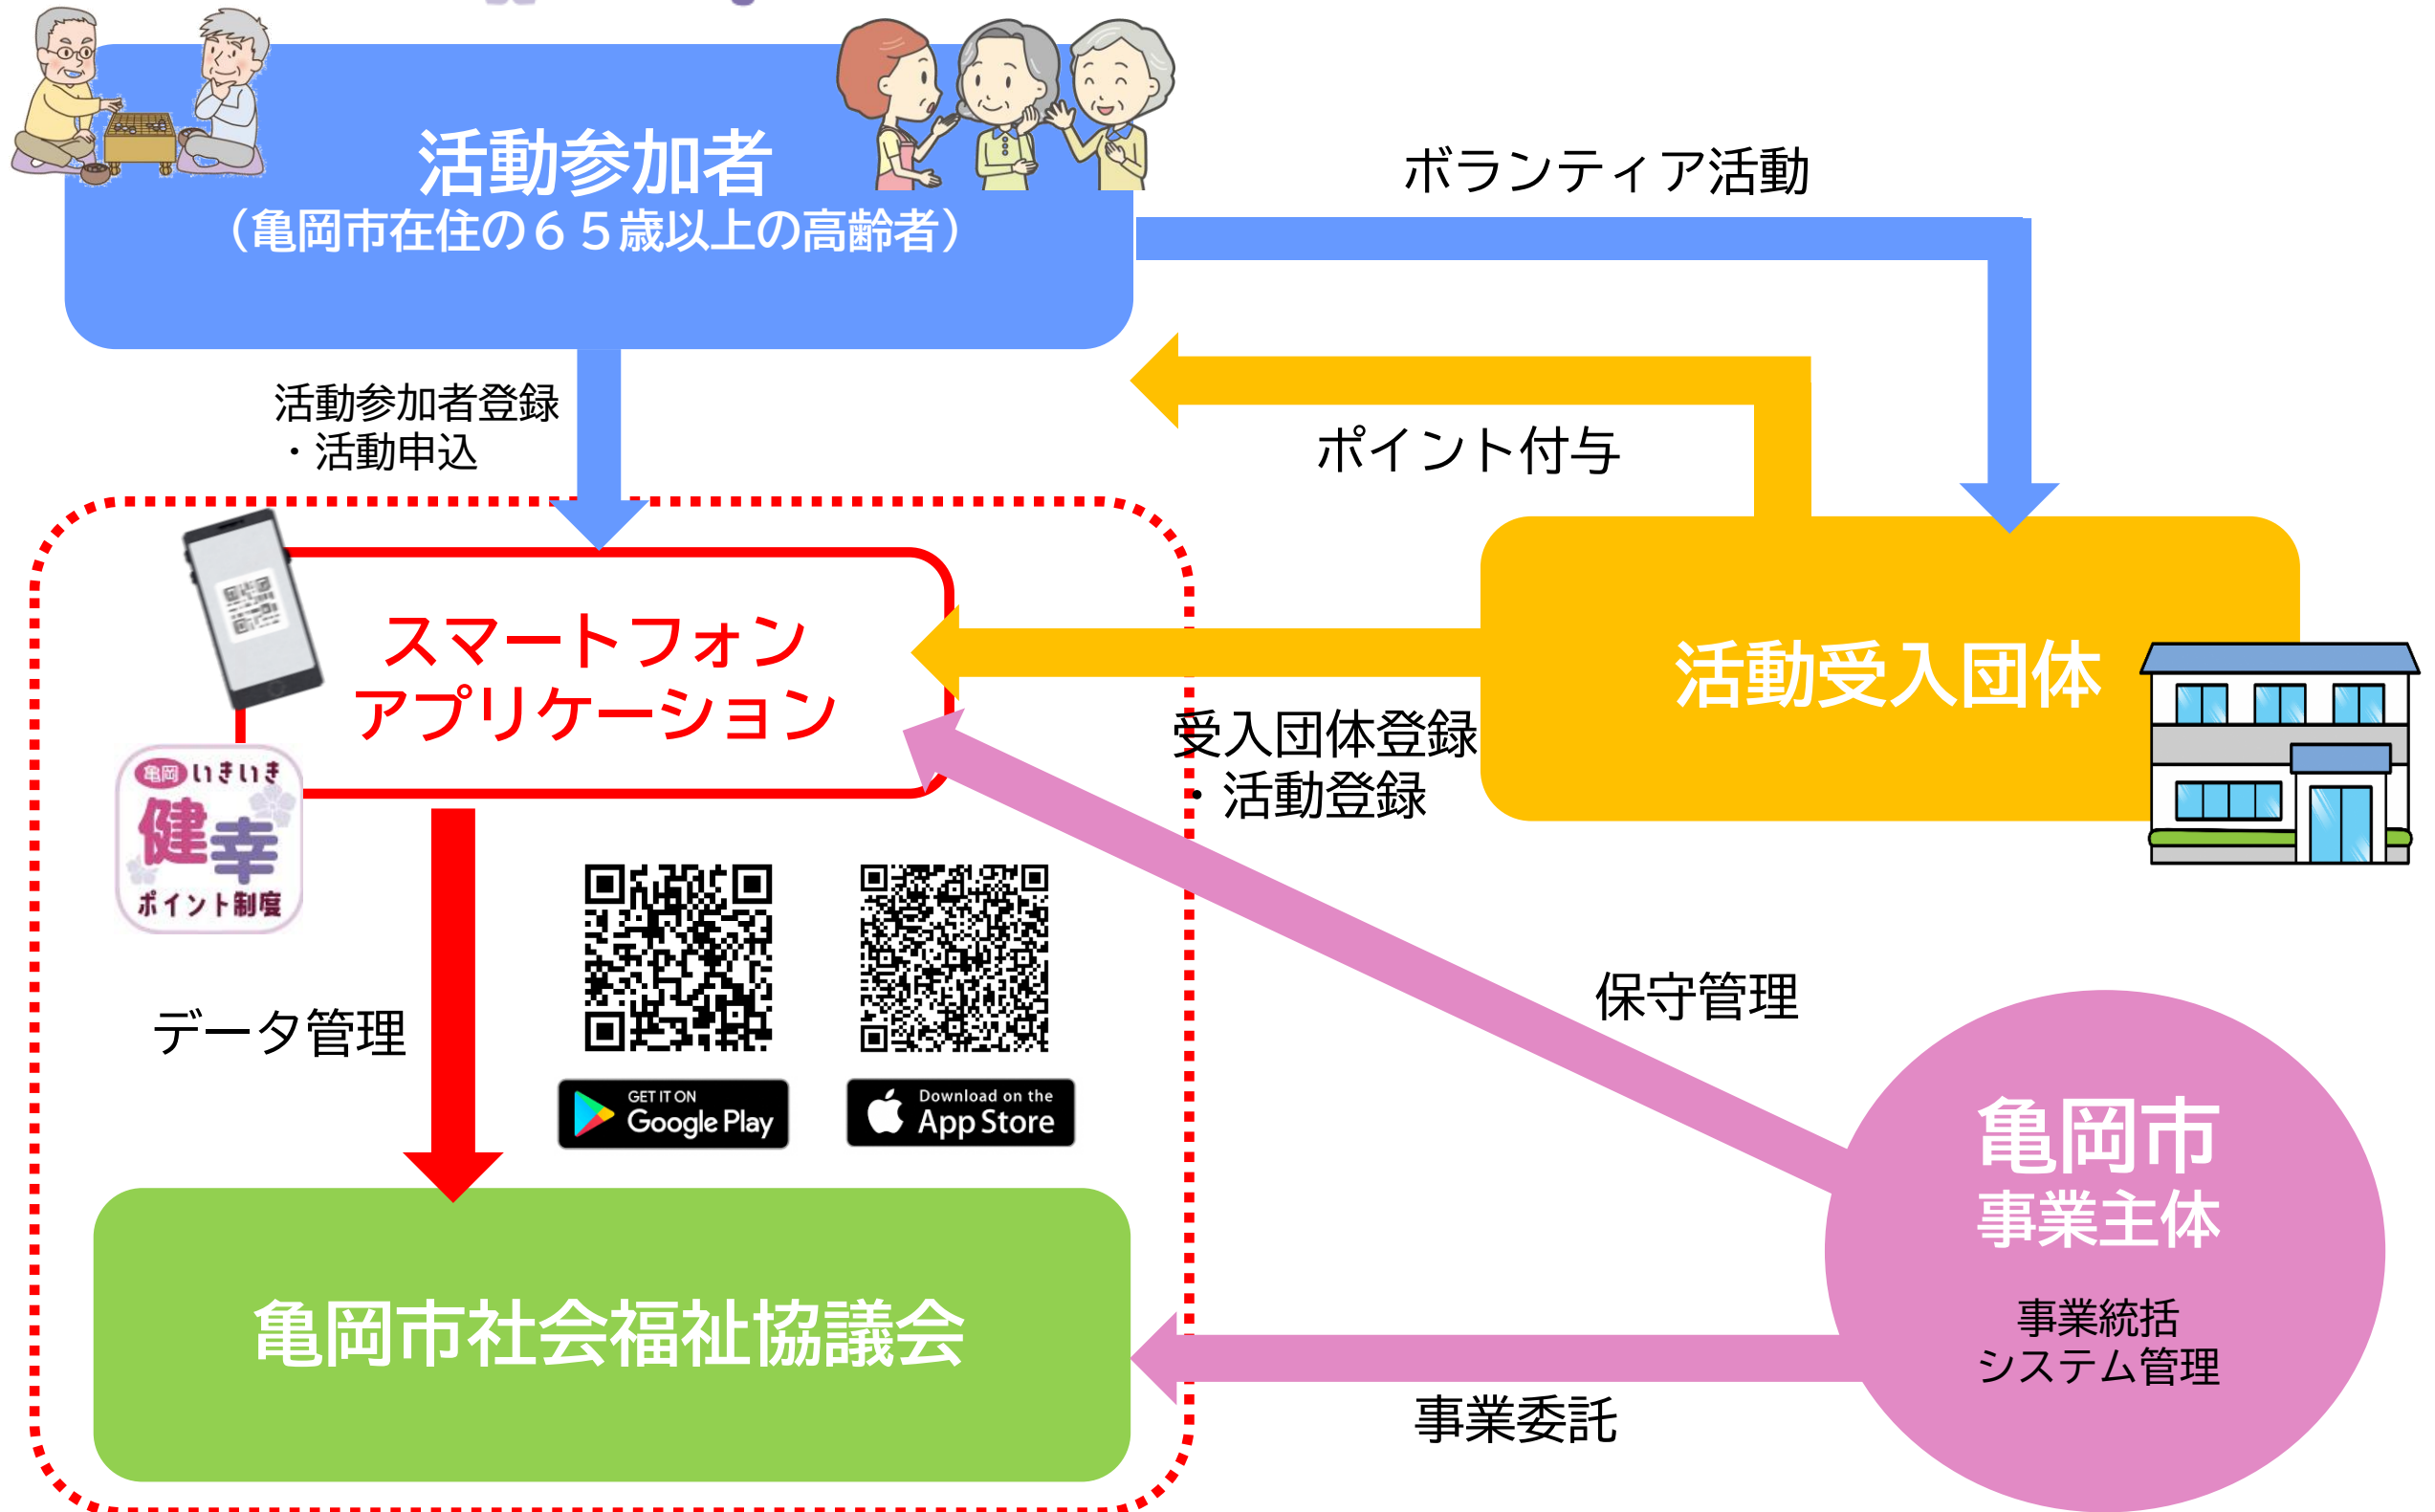 活動参加者
（亀岡市在住の６５歳以上の高齢者）
ボランティア活動
活動参加者登録
・活動申込
ポイント付与
スマートフォン
アプリケーション
活動受入団体
受入団体登録
・活動登録
亀岡 いきいき
健幸
ポイント制度
データ管理
GET IT ON
Google Play
Download on the
App Store
保守管理
亀岡市
事業主体
事業統括
システム管理
亀岡市社会福祉協議会
事業委託